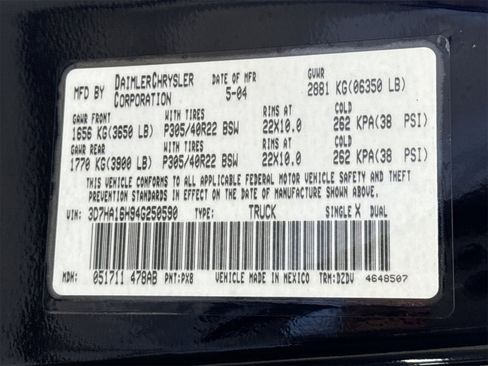 MFD BY DAIMLERCHRYSLER CORPORATION DATE OF MFR 5-04 GVWR 2881 KG(06350 LB)
GAWR FRONT WITH TIRES RIMS AT COLD
1656 KG(3650 LB) P305/40R22 BSW 22X10.0 262 KPA(38 PSI)
GAWR REAR WITH TIRES RIMS AT COLD
1770 KG(3900 LB) P305/40R22 BSW 22X10.0 262 KPA(38 PSI)
THIS VEHICLE CONFORMS TO ALL APPLICABLE FEDERAL MOTOR VEHICLE SAFETY AND THEFT
PREVENTION STANDARDS IN EFFECT ON THE DATE OF MANUFACTURE SHOWN ABOVE.
VIN: 3D7HA16H94G250590 TYPE: TRUCK SINGLE X DUAL
MDH: 051711 478AB PNT:PX8 VEHICLE MADE IN MEXICO TRM:DZDV 4648507